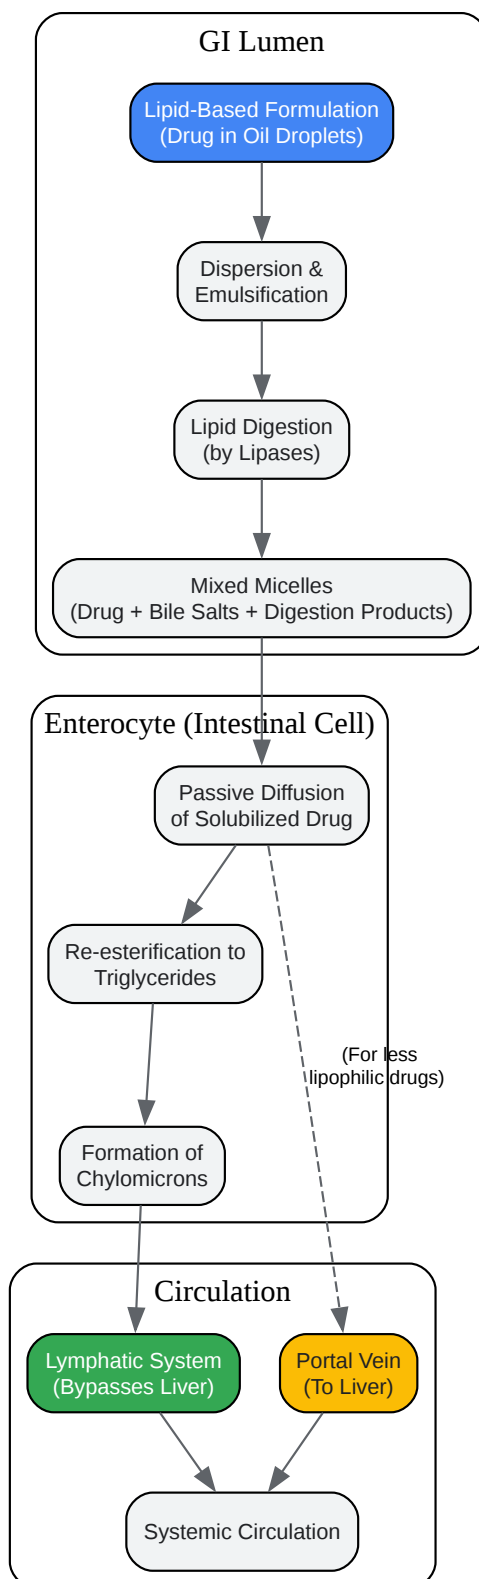 GI Lumen
Lipid-Based Formulation
(Drug in Oil Droplets)
Dispersion &
Emulsification
Lipid Digestion
(by Lipases)
Mixed Micelles
(Drug + Bile Salts + Digestion Products)
Enterocyte (Intestinal Cell)
Passive Diffusion
of Solubilized Drug
Re-esterification to
Triglycerides
(For less
lipophilic drugs)
Formation of
Chylomicrons
Circulation
Lymphatic System
(Bypasses Liver)
Portal Vein
(To Liver)
Systemic Circulation